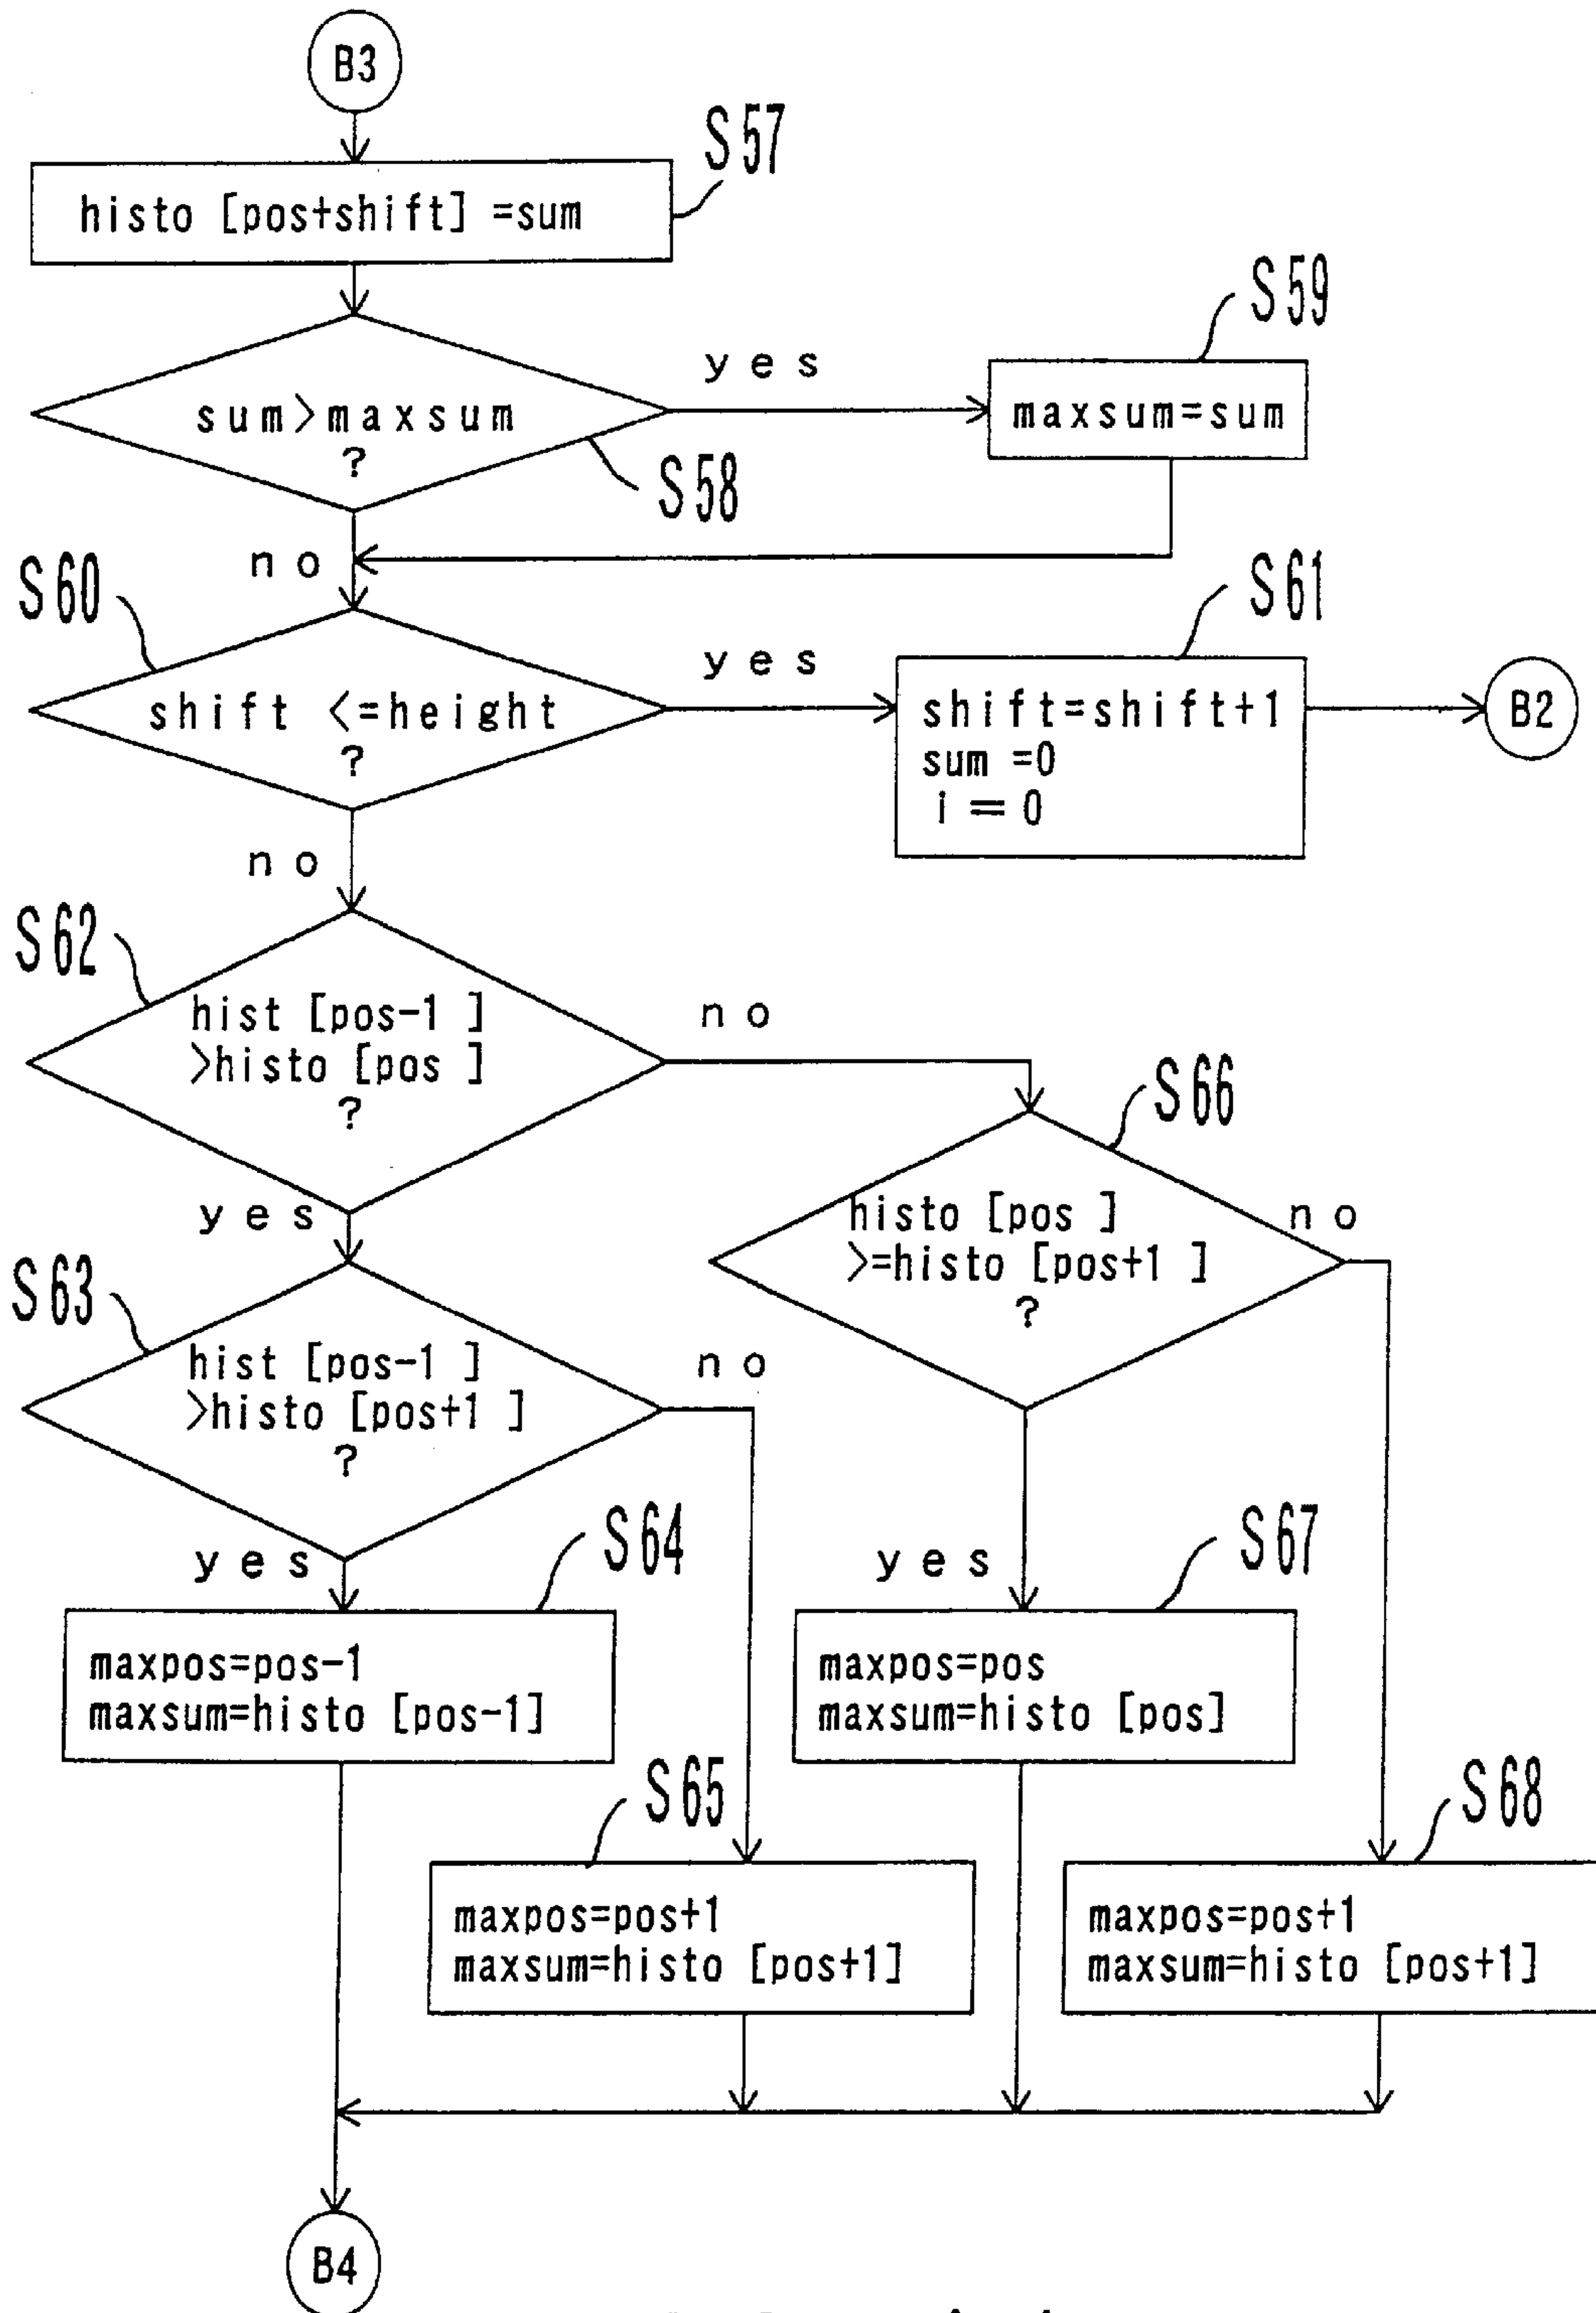 B3
S57
histo [pos+shift] =sum
S59
yes
maxsum=sum
sum>maxsum
?
S58
no
S60
S61
yes
shift <=height
?
shift=shift+1
sum =0
i = 0
B2
no
S62
hist [pos-1 ]
>histo [pos ]
?
no
S66
yes
histo [pos ]
>=histo [pos+1 ]
?
no
S63
hist [pos-1 ]
>histo [pos+1 ]
?
no
yes
S64
yes
S67
maxpos=pos-1
maxsum=histo [pos-1]
maxpos=pos
maxsum=histo [pos]
S65
S68
maxpos=pos+1
maxsum=histo [pos+1]
maxpos=pos+1
maxsum=histo [pos+1]
B4